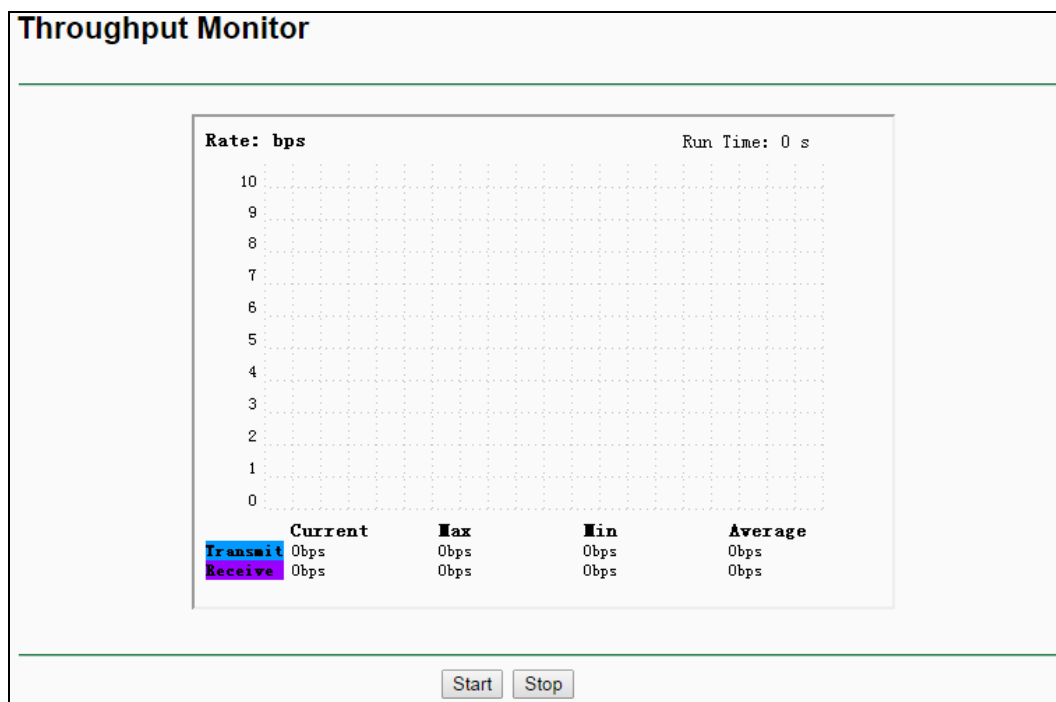 Throughput Monitor
Rate: bps Run Time: 0 s
10
9
8
7
6
5
4
3
2
1
0
Current Max Min Average
Transmit 0bps 0bps 0bps 0bps
Receive 0bps 0bps 0bps 0bps
Start Stop